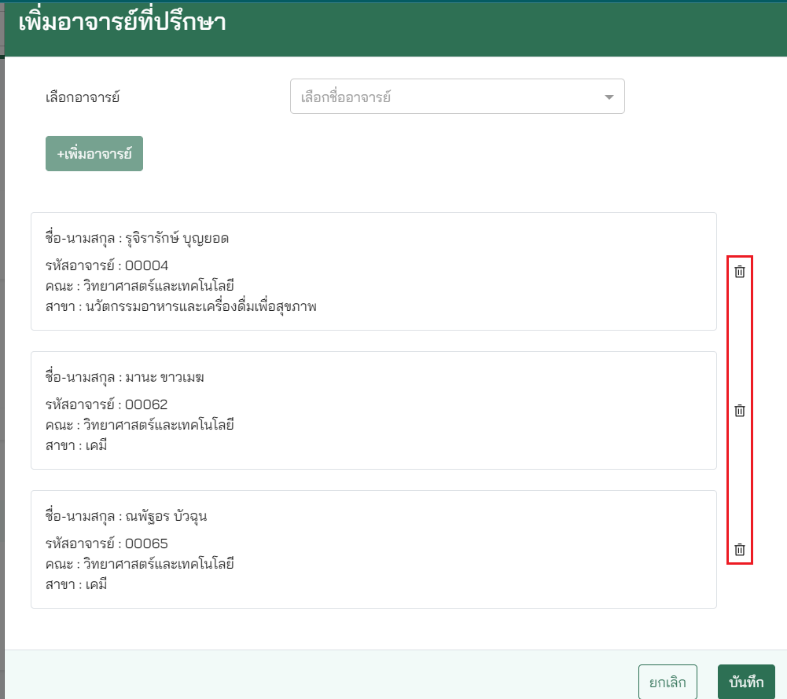 เพิ่มอาจารย์ที่ปรึกษา
เลือกอาจารย์
เลือกชื่ออาจารย์
+เพิ่มอาจารย์
ชื่อ-นามสกุล : รุจิรารักษ์ บุญยอด
รหัสอาจารย์ : 00004
คณะ : วิทยาศาสตร์และเทคโนโลยี
สาขา : นวัตกรรมอาหารและเครื่องดื่มเพื่อสุขภาพ
ชื่อ-นามสกุล : มานะ ขาวเมฆ
รหัสอาจารย์ : 00062
คณะ : วิทยาศาสตร์และเทคโนโลยี
สาขา : เคมี
ชื่อ-นามสกุล : ณพัฐอร บัวฉุน
รหัสอาจารย์ : 00065
คณะ : วิทยาศาสตร์และเทคโนโลยี
สาขา : เคมี
ยกเลิก
บันทึก